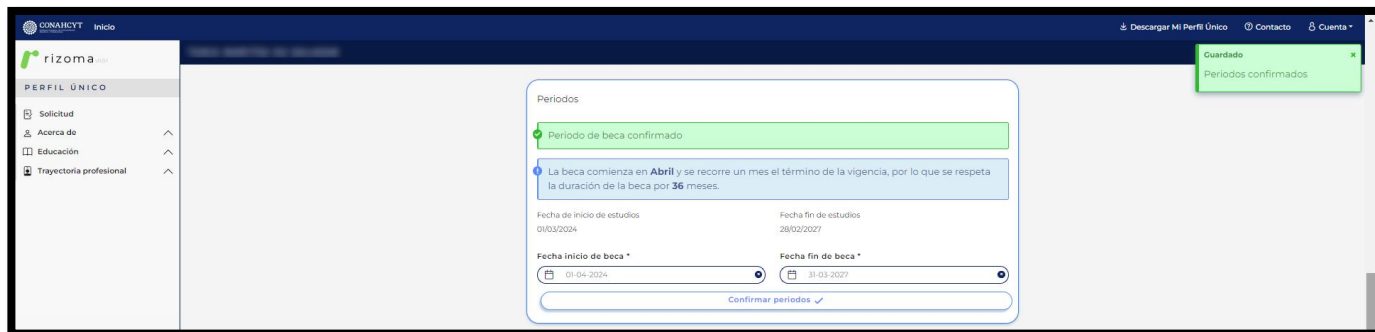 CONAHCYT Inicio Descargar Mi Perfil Único Contacto Cuenta
rizoma
Guardado
Periodos confirmados
PERFIL ÚNICO
Solicitud
Acerca de
Educación
Trayectoria profesional
Periodos
Periodo de beca confirmado
La beca comienza en Abril y se recorre un mes el término de la vigencia, por lo que se respeta
la duración de la beca por 36 meses.
Fecha de inicio de estudios Fecha fin de estudios
01/03/2024 28/02/2027
Fecha inicio de beca * Fecha fin de beca *
01-04-2024 31-03-2027
Confirmar periodos